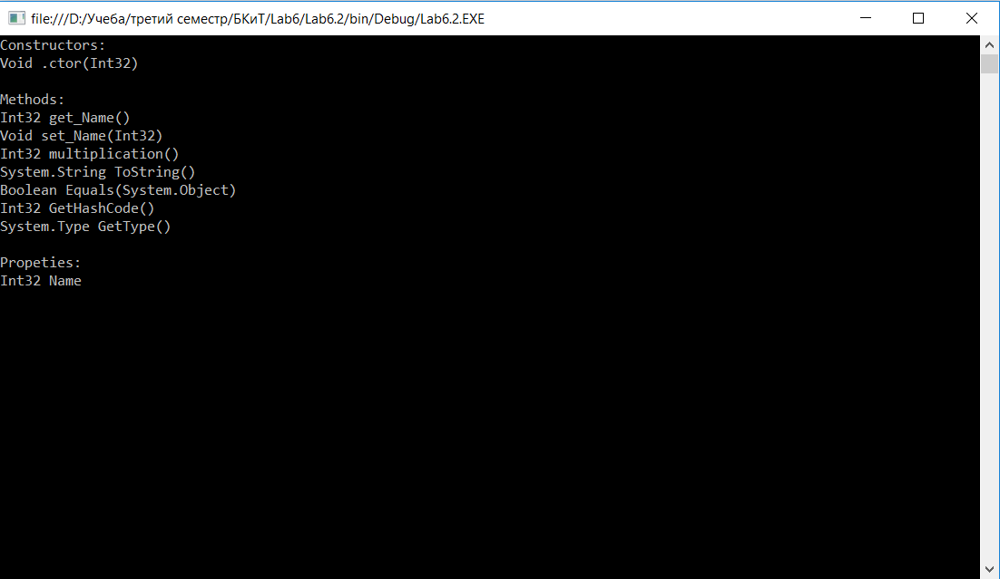 file:///D:/Учеба/третий семестр/БКиТ/Lab6/Lab6.2/bin/Debug/Lab6.2.EXE
Constructors:
Void .ctor(Int32)
Methods:
Int32 get_Name()
Void set_Name(Int32)
Int32 multiplication()
System.String ToString()
Boolean Equals(System.Object)
Int32 GetHashCode()
System.Type GetType()
Propeties:
Int32 Name